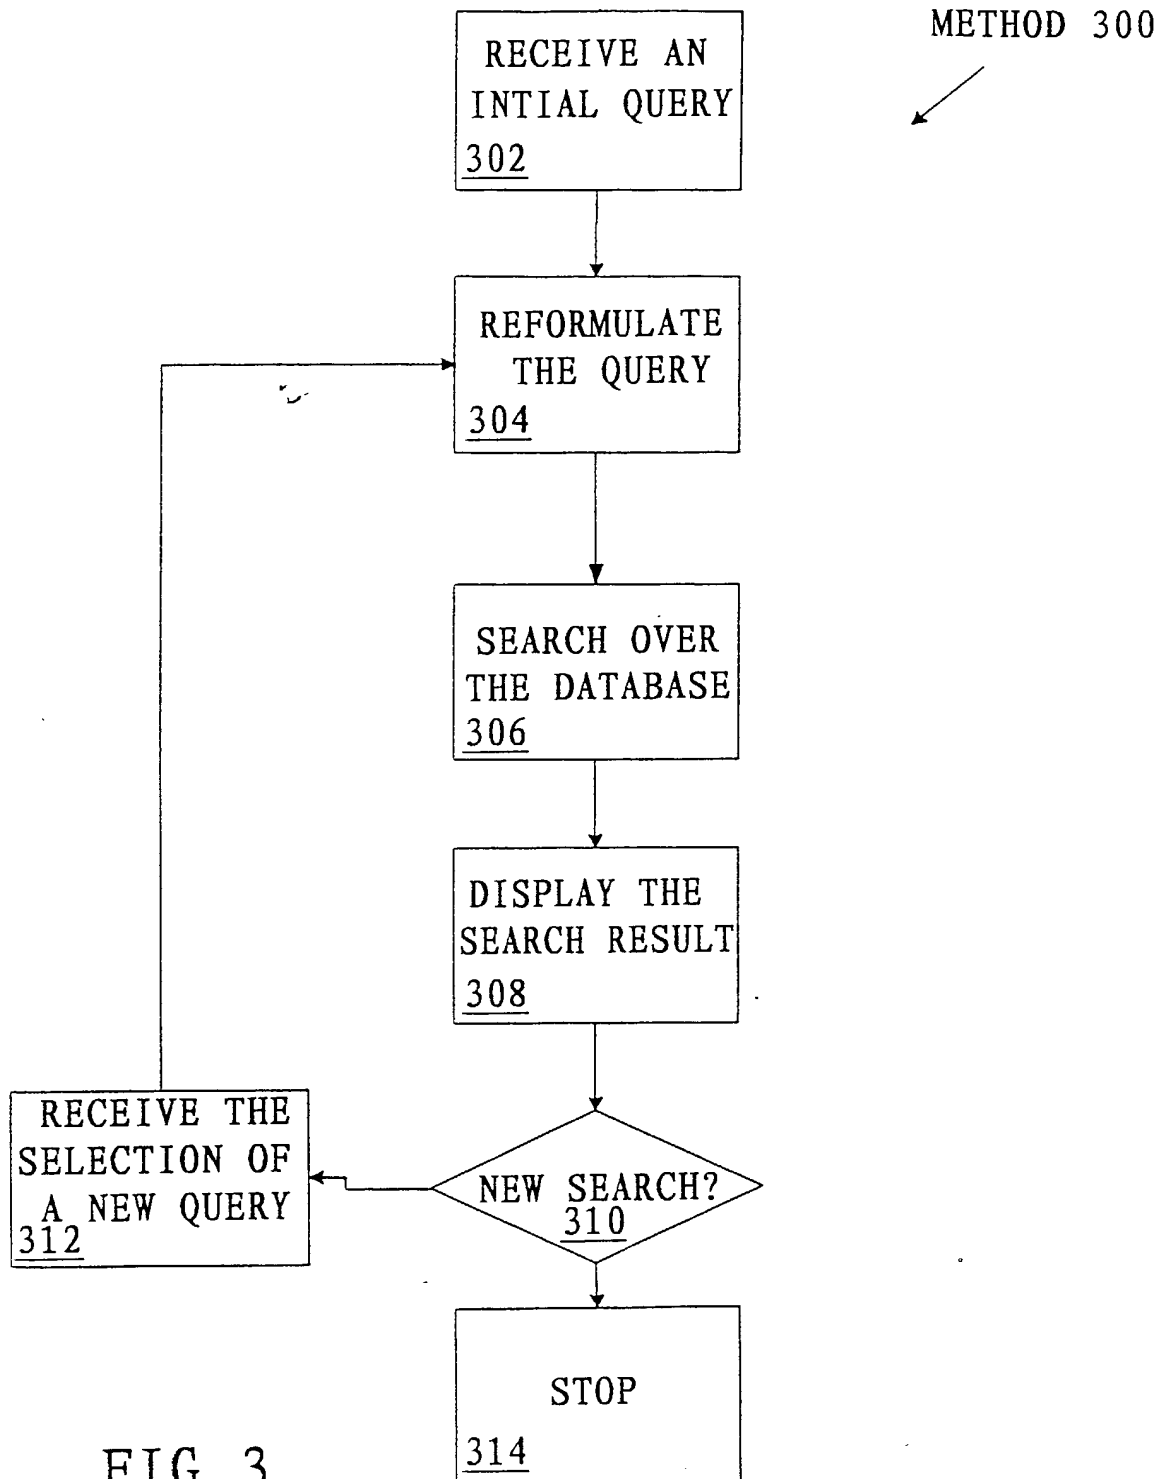 METHOD 300
RECEIVE AN
INTIAL QUERY
302
REFORMULATE
THE QUERY
304
SEARCH OVER
THE DATABASE
306
DISPLAY THE
SEARCH RESULT
308
NEW SEARCH?
310
RECEIVE THE
SELECTION OF
A NEW QUERY
312
STOP
314
FIG 3